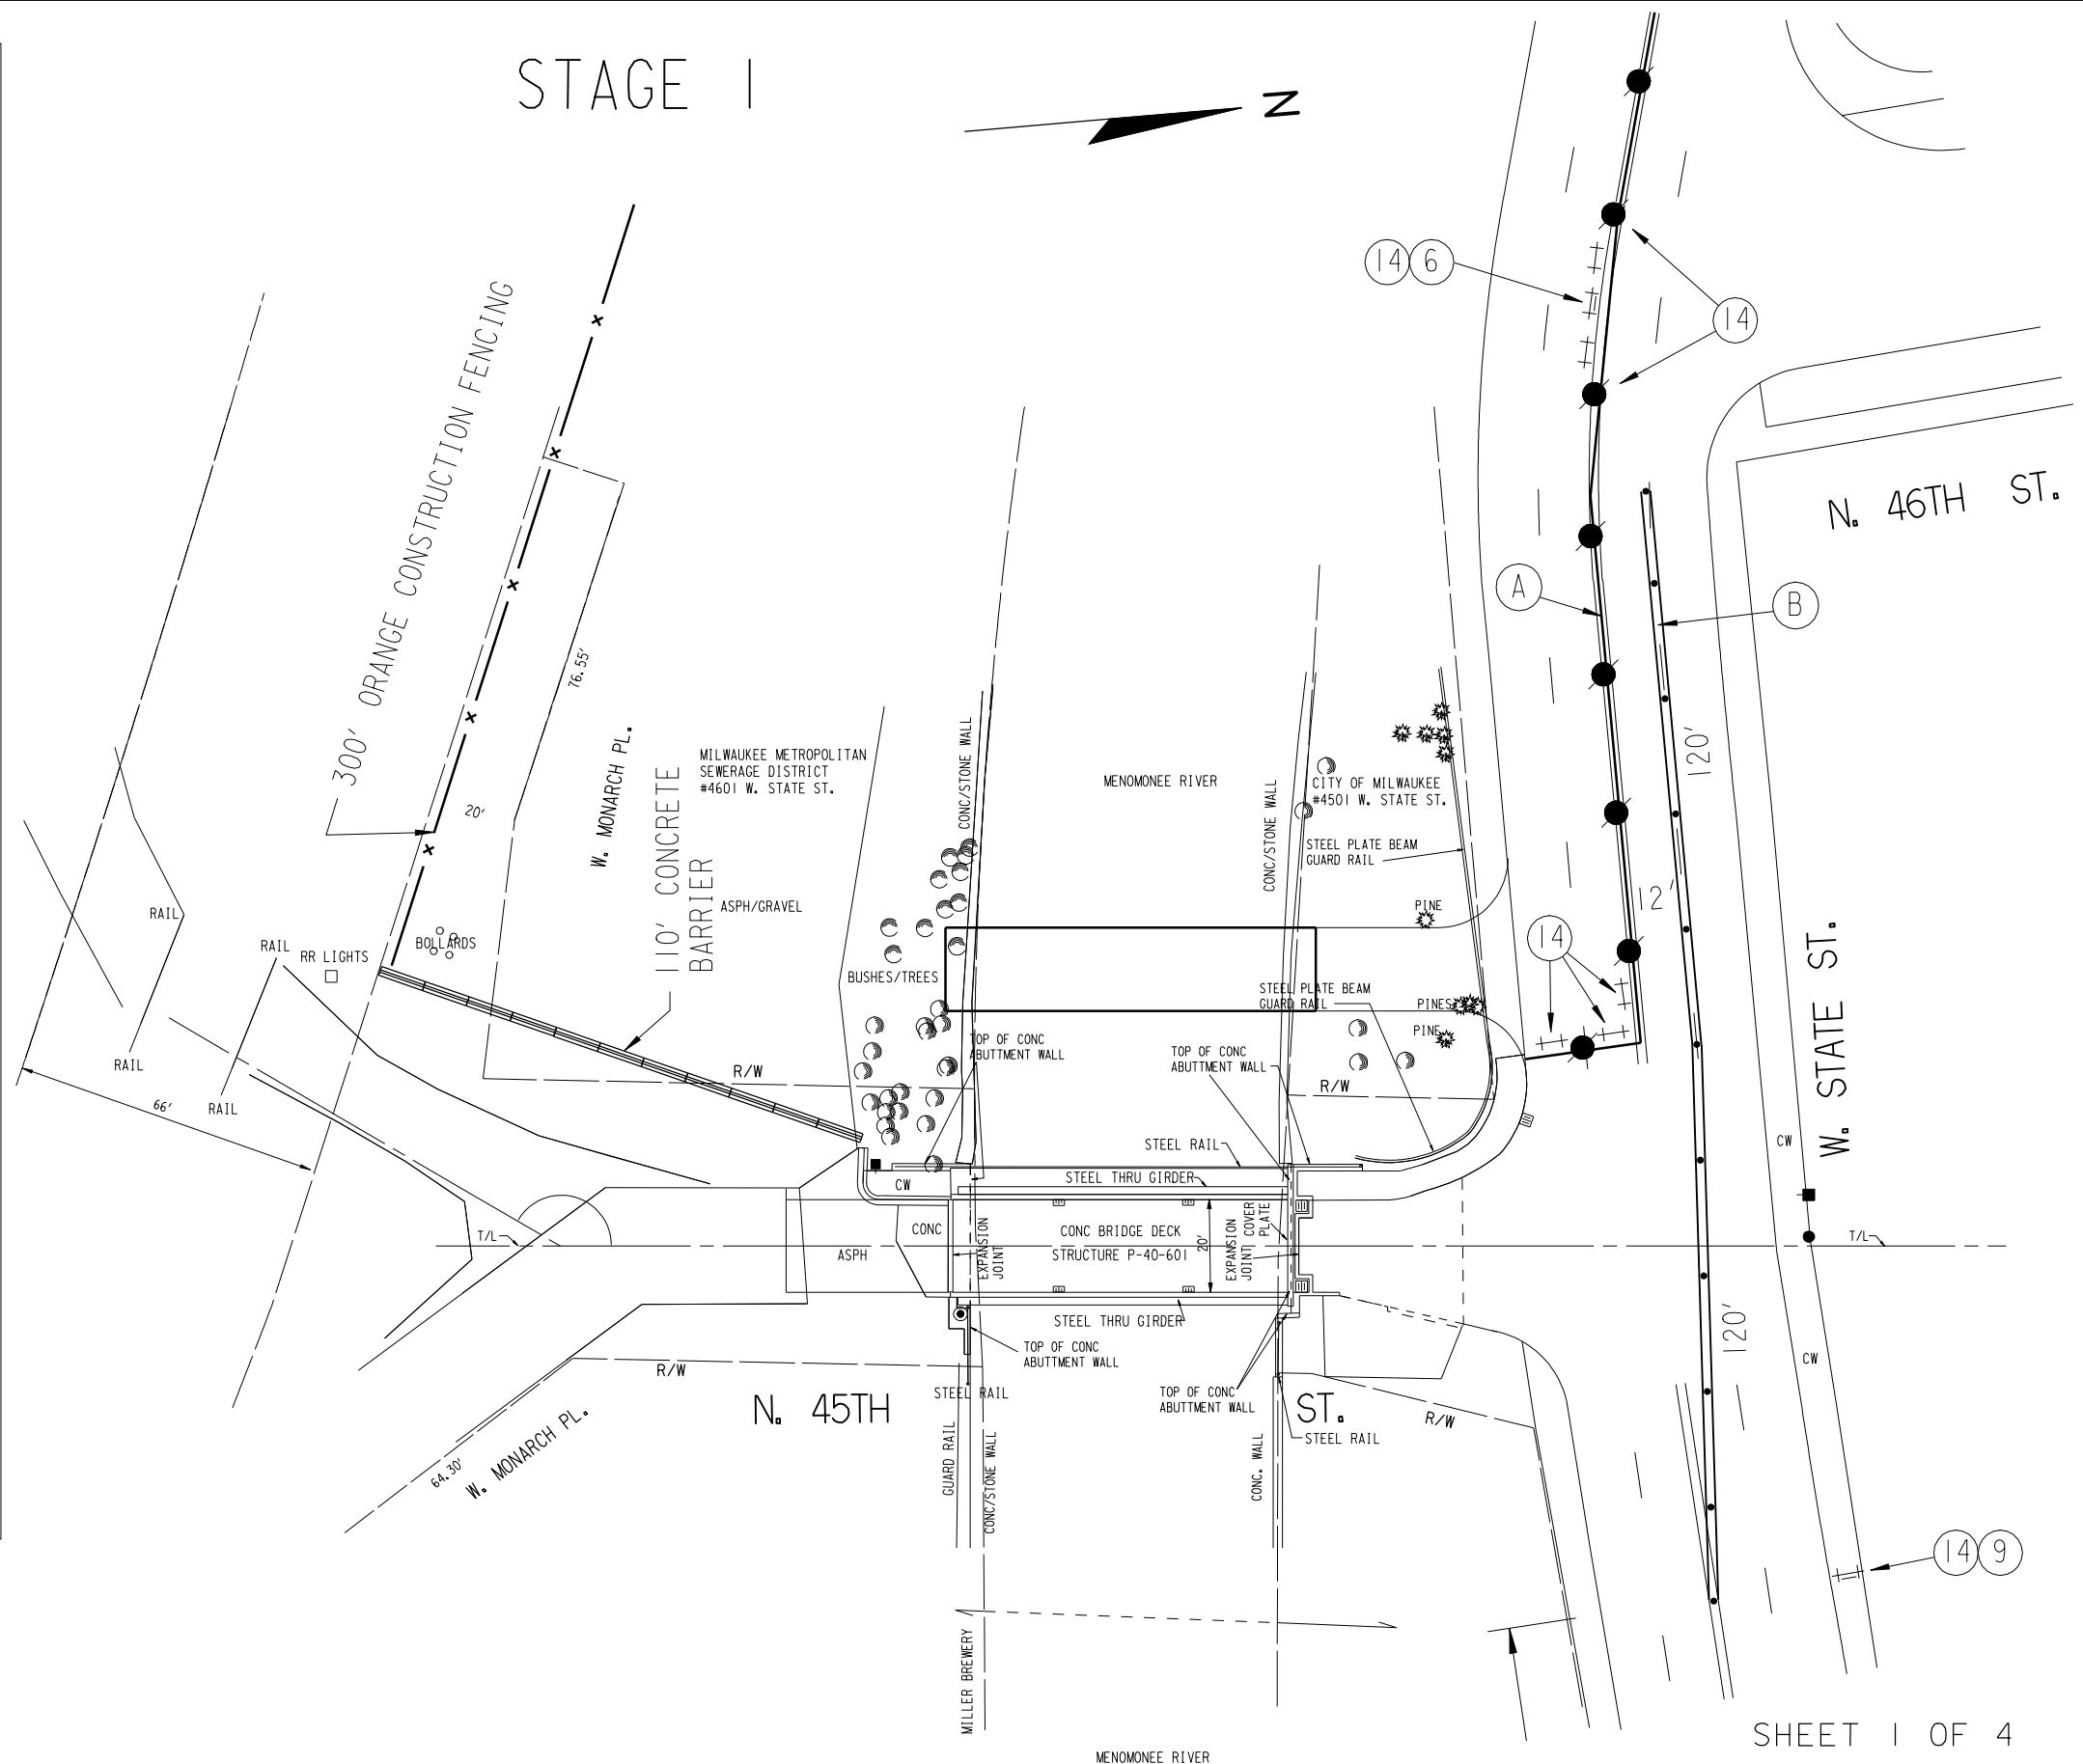 STAGE 1
N
14 6
14
300' ORANGE CONSTRUCTION FENCING
N. 46TH ST.
A
B
76.55'
W. MONARCH PL.
120'
MILWAUKEE METROPOLITAN
SEWERAGE DISTRICT
#4601 W. STATE ST.
110' CONCRETE
BARRIER
CONC/STONE WALL
MENOMONEE RIVER
CONC/STONE WALL
CITY OF MILWAUKEE
#4501 W. STATE ST.
20'
STEEL PLATE BEAM
GUARD RAIL
ASPH/GRAVEL
PINE
12'
RAIL
RAIL
RR LIGHTS
BOLLARDS
14
W. STATE ST.
BUSHES/TREES
STEEL PLATE BEAM
GUARD RAIL
PINES
PINE
TOP OF CONC
ABUTTMENT WALL
TOP OF CONC
ABUTTMENT WALL
RAIL
R/W
R/W
66'
RAIL
STEEL RAIL
CW
STEEL THRU GIRDER
CW
T/L
CONC
ASPH
EXPANSION
JOINT
CONC BRIDGE DECK
STRUCTURE P-40-601
20'
EXPANSION
JOINT
COVER
PLATE
T/L
STEEL THRU GIRDER
120'
TOP OF CONC
ABUTTMENT WALL
CW
R/W
STEEL RAIL
TOP OF CONC
ABUTTMENT WALL
N. 45TH ST.
R/W
STEEL RAIL
64.30'
W. MONARCH PL.
GUARD RAIL
CONC/STONE WALL
CONC. WALL
14 9
MILLER BREWERY
SHEET 1 OF 4
MENOMONEE RIVER